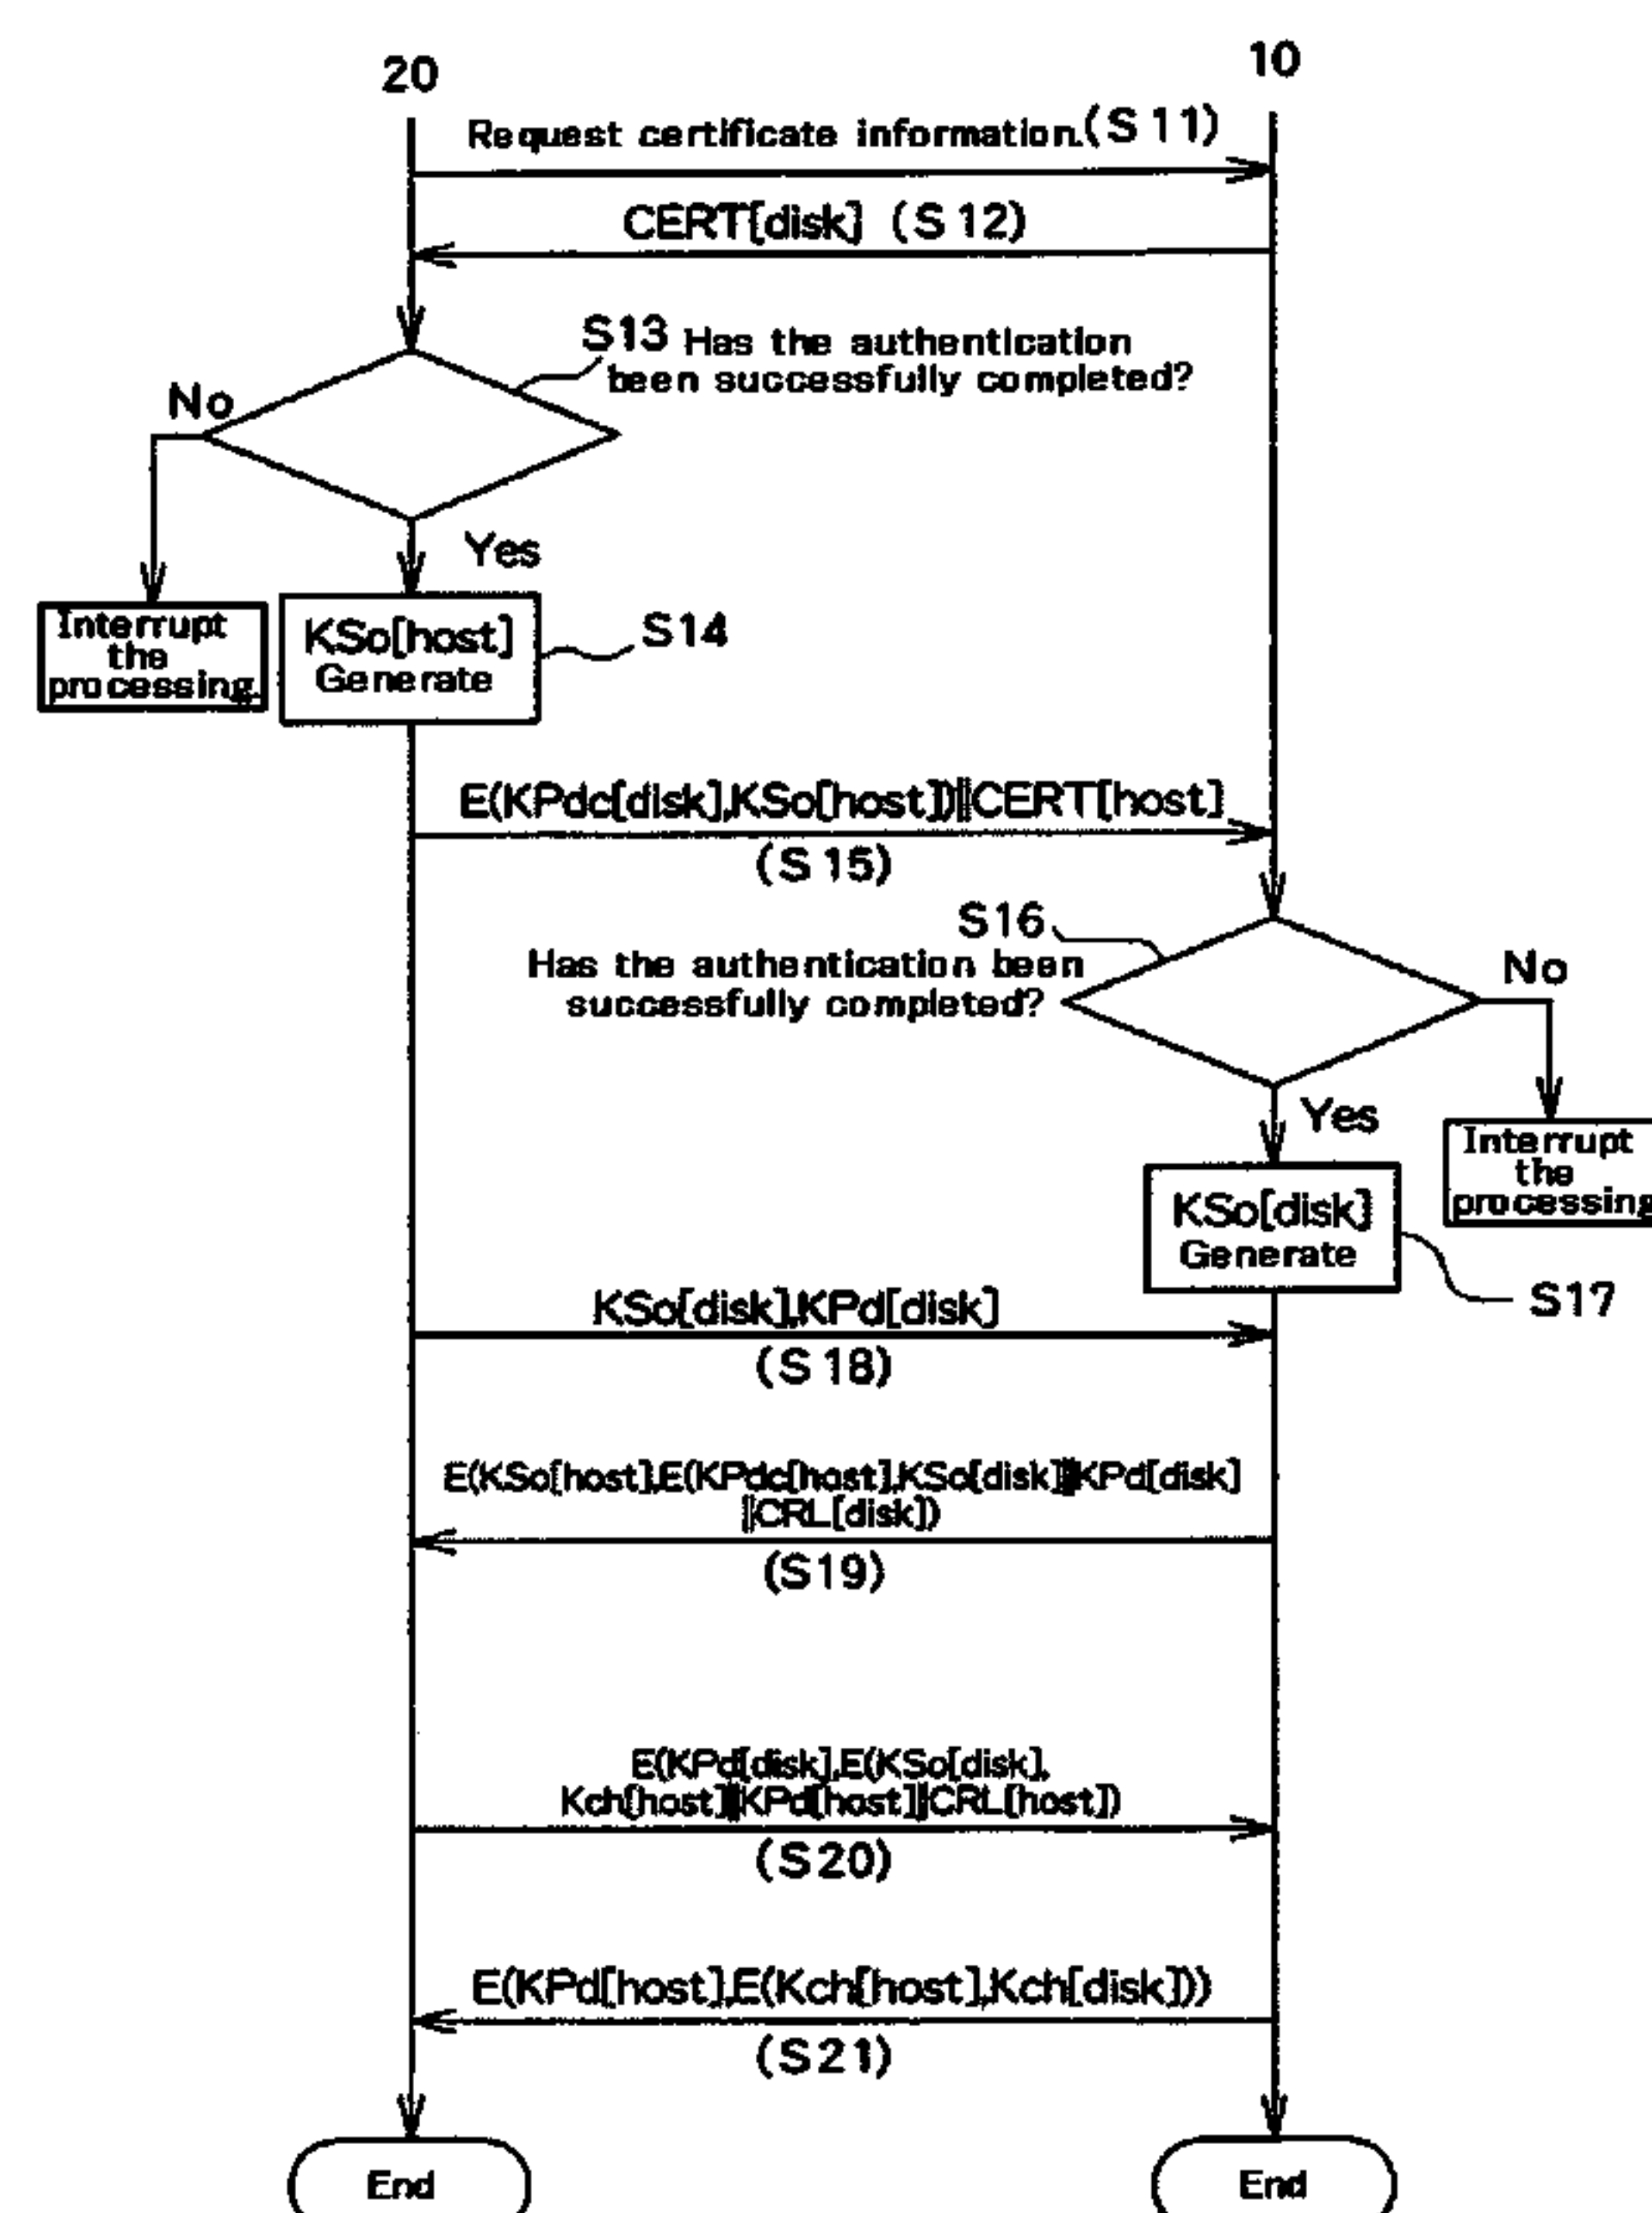 20
10
Request certificate information.(S11)
CERT[disk] (S12)
S13 Has the authentication
been successfully completed?
No
Yes
Interrupt
the
processing.
KSo[host]
Generate
S14
E(KPdc[disk],KSo[host])||CERT[host]
(S15)
S16
Has the authentication been
successfully completed?
No
Yes
Interrupt
the
processing
KSo[disk]
Generate
S17
KSo[disk],KPd[disk]
(S18)
E(KSo[host],E(KPdc[host],KSo[disk]||KPd[disk]
||CRL[disk])
(S19)
E(KPd[disk],E(KSo[disk],
Kch[host]||KPd[host]||CRL[host])
(S20)
E(KPd[host],E(Kch[host],Kch[disk]))
(S21)
End
End